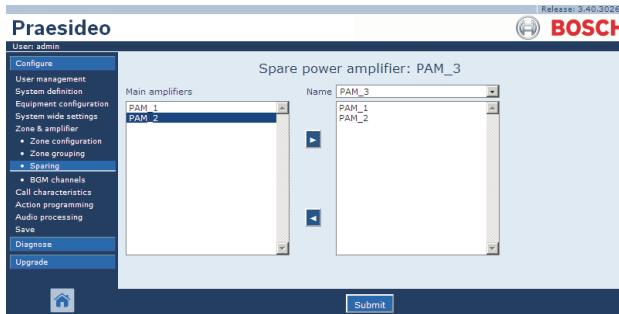 Release: 3.40.3026
Praesideo
BOSCH
User: admin
Configure
User management
System definition
Equipment configuration
System wide settings
Zone & amplifier
• Zone configuration
• Zone grouping
• Sparing
• BGM channels
Call characteristics
Action programming
Audio processing
Save
Diagnose
Upgrade
Spare power amplifier: PAM_3
Main amplifiers
PAM_1
PAM_2
Name PAM_3
PAM_1
PAM_2
Submit